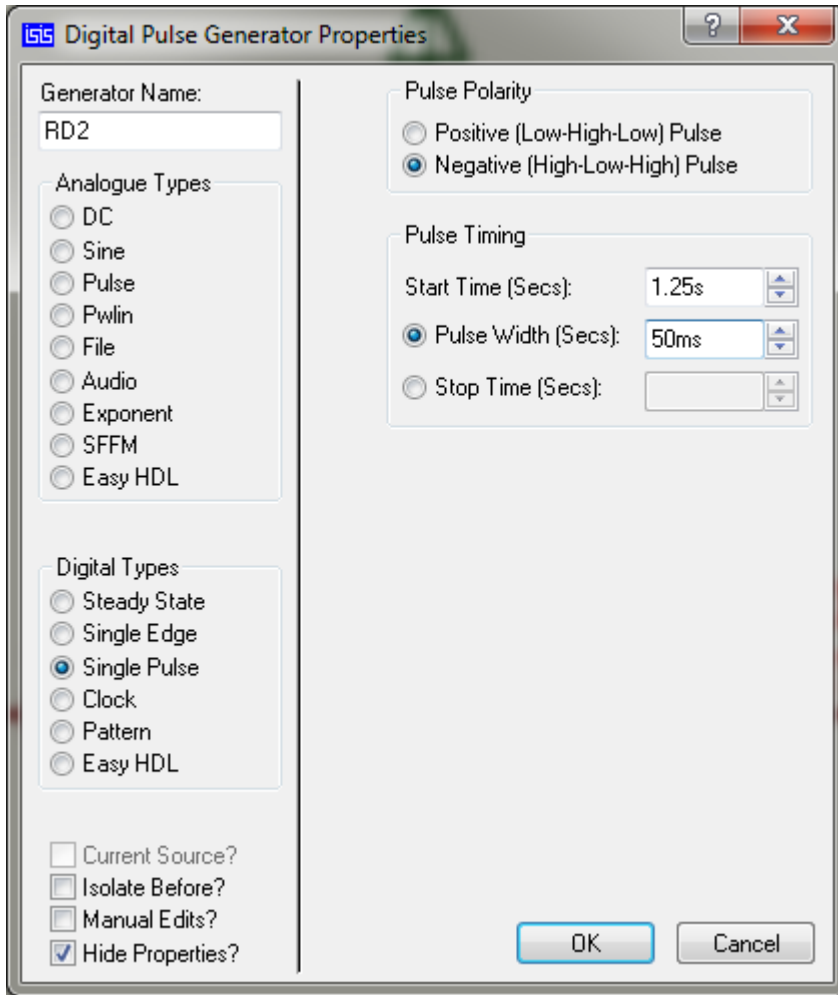 isis Digital Pulse Generator Properties
?
X
Generator Name:
RD2
Analogue Types
DC
Sine
Pulse
Pwlin
File
Audio
Exponent
SFFM
Easy HDL
Digital Types
Steady State
Single Edge
Single Pulse
Clock
Pattern
Easy HDL
Current Source?
Isolate Before?
Manual Edits?
Hide Properties?
Pulse Polarity
Positive (Low-High-Low) Pulse
Negative (High-Low-High) Pulse
Pulse Timing
Start Time (Secs): 1.25s
Pulse Width (Secs): 50ms
Stop Time (Secs):
OK Cancel